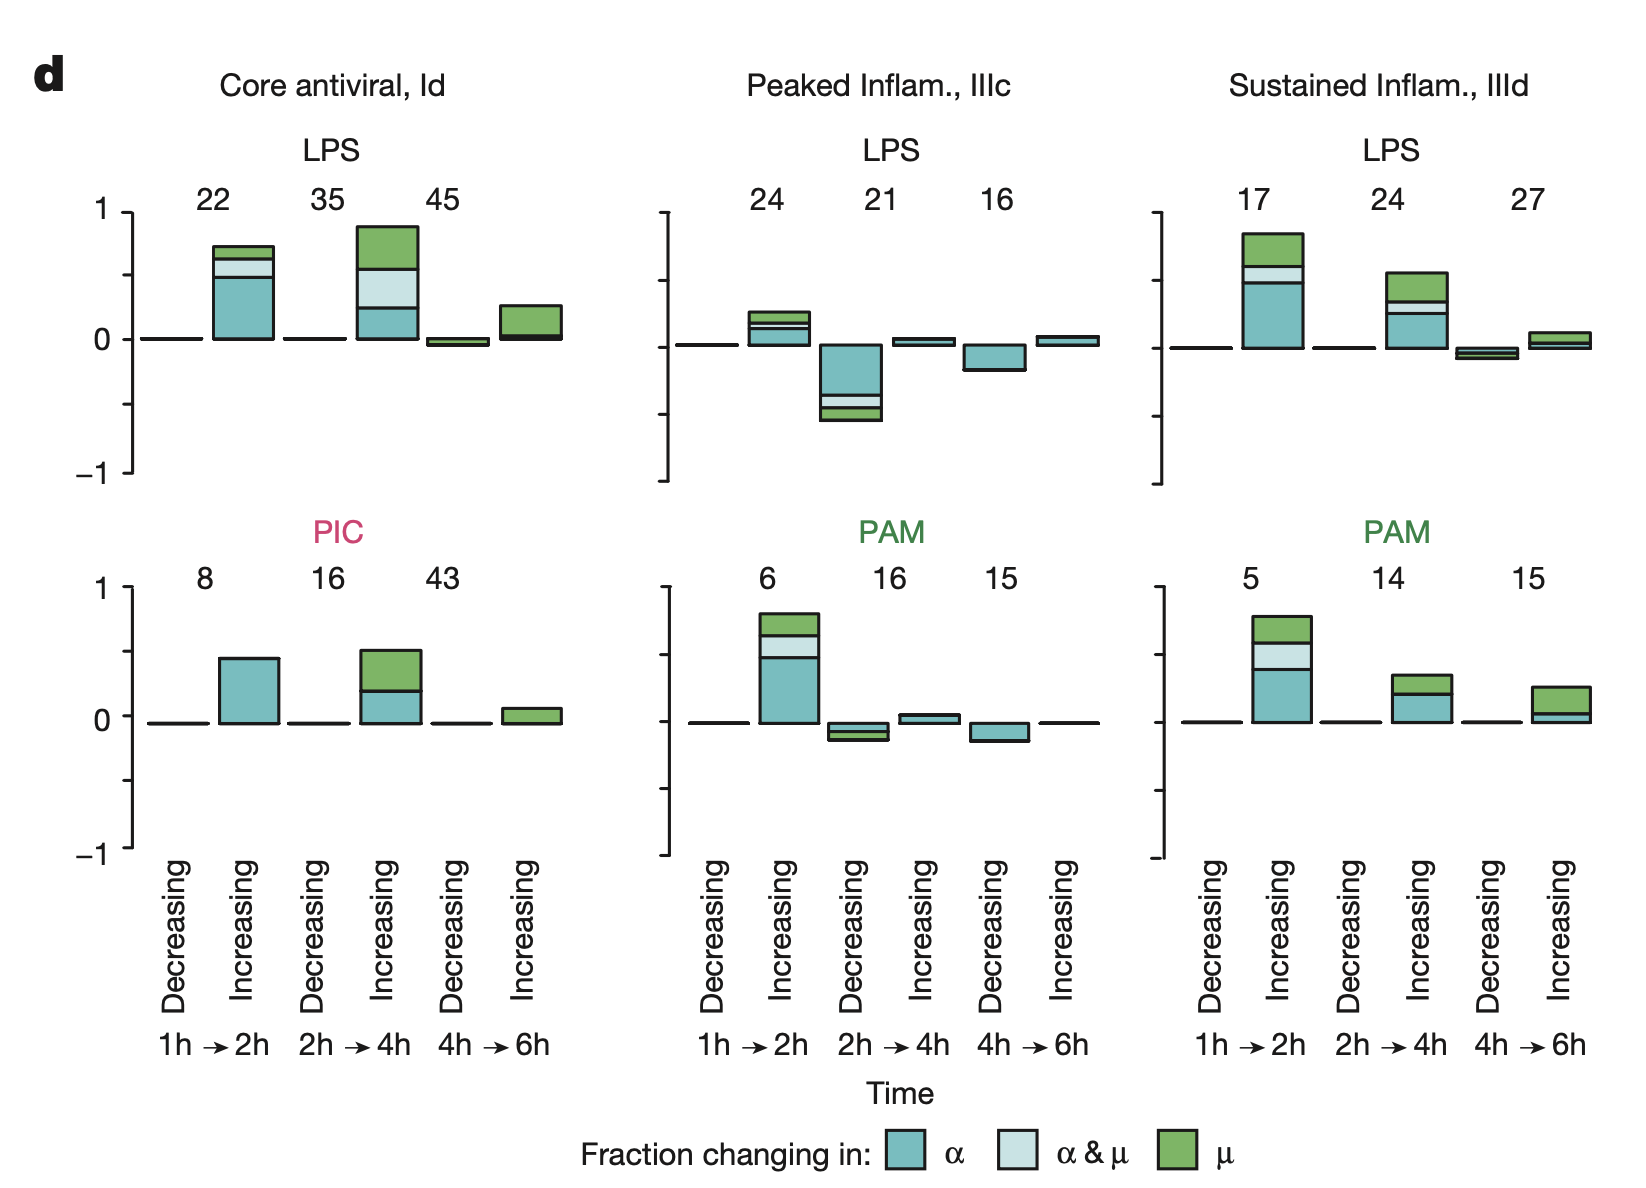 d
Core antiviral, Id
Peaked Inflam., IIIc
Sustained Inflam., IIId
LPS
LPS
LPS
22 35 45
24 21 16
17 24 27
1
0
−1
PIC
PAM
PAM
8 16 43
6 16 15
5 14 15
1
0
−1
Decreasing
Increasing
Decreasing
Increasing
Decreasing
Increasing
Decreasing
Increasing
Decreasing
Increasing
Decreasing
Increasing
Decreasing
Increasing
Decreasing
Increasing
Decreasing
Increasing
1h → 2h 2h → 4h 4h → 6h
1h → 2h 2h → 4h 4h → 6h
1h → 2h 2h → 4h 4h → 6h
Time
Fraction changing in: α α & μ μ